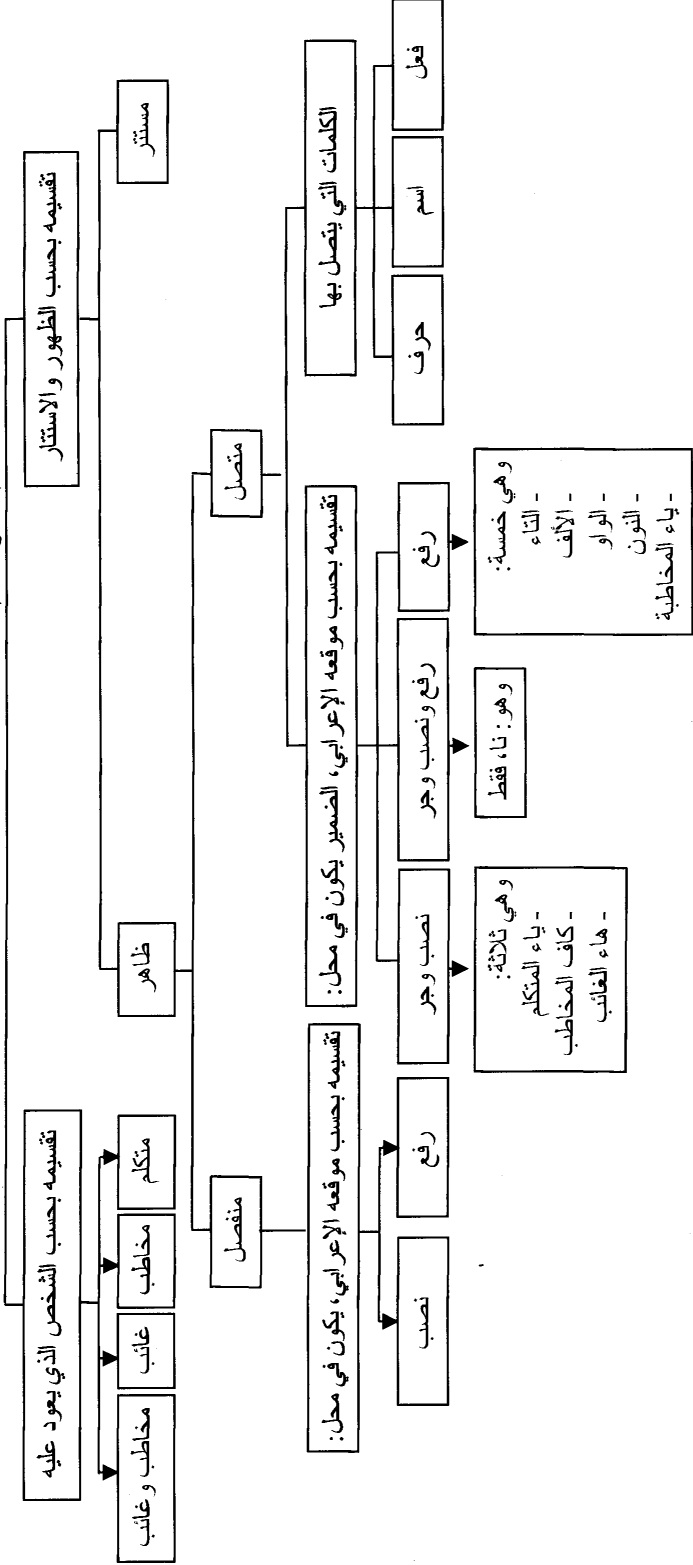 تقسيمه بحسب الظهور والاستتار
تقسيمه بحسب الشخص الذي يعود عليه
مستتر
ظاهر
متكلم
مخاطب
غائب
مخاطب وغائب
متصل
منفصل
الكلمات التي يتصل بها
تقسيمه بحسب موقعه الإعرابي، الضمير يكون في محل:
تقسيمه بحسب موقعه الإعرابي، يكون في محل:
فعل
اسم
حرف
رفع
رفع ونصب وجر
نصب وجر
رفع
نصب
وهي خمسة:
- التاء
- الألف
- النون
- الواو
- ياء المخاطبة
وهو: نا، فقط
وهي ثلاثة:
- ياء المتكلم
- كاف المخاطب
- هاء الغائب